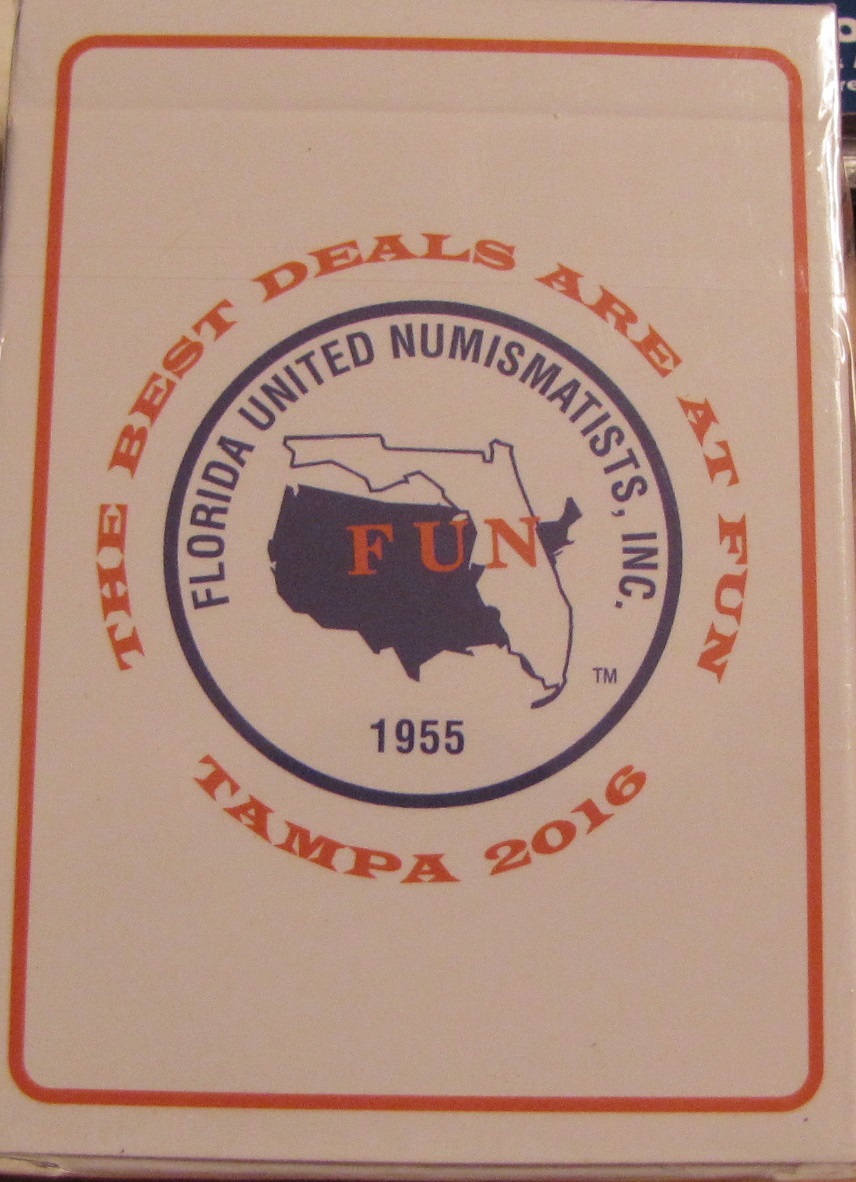 THE BEST DEALS ARE AT FUN
FLORIDA UNITED NUMISMATISTS, INC.
FUN
TM
1955
TAMPA 2016